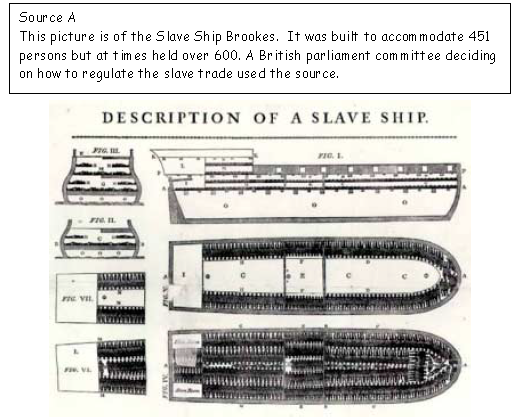 Source A
This picture is of the Slave Ship Brookes. It was built to accommodate 451
persons but at times held over 600. A British parliament committee deciding
on how to regulate the slave trade used the source.
DESCRIPTION OF A SLAVE SHIP.
FIG. III.
FIG. I.
FIG. II.
FIG. VII.
FIG. VI.
FIG. IV.